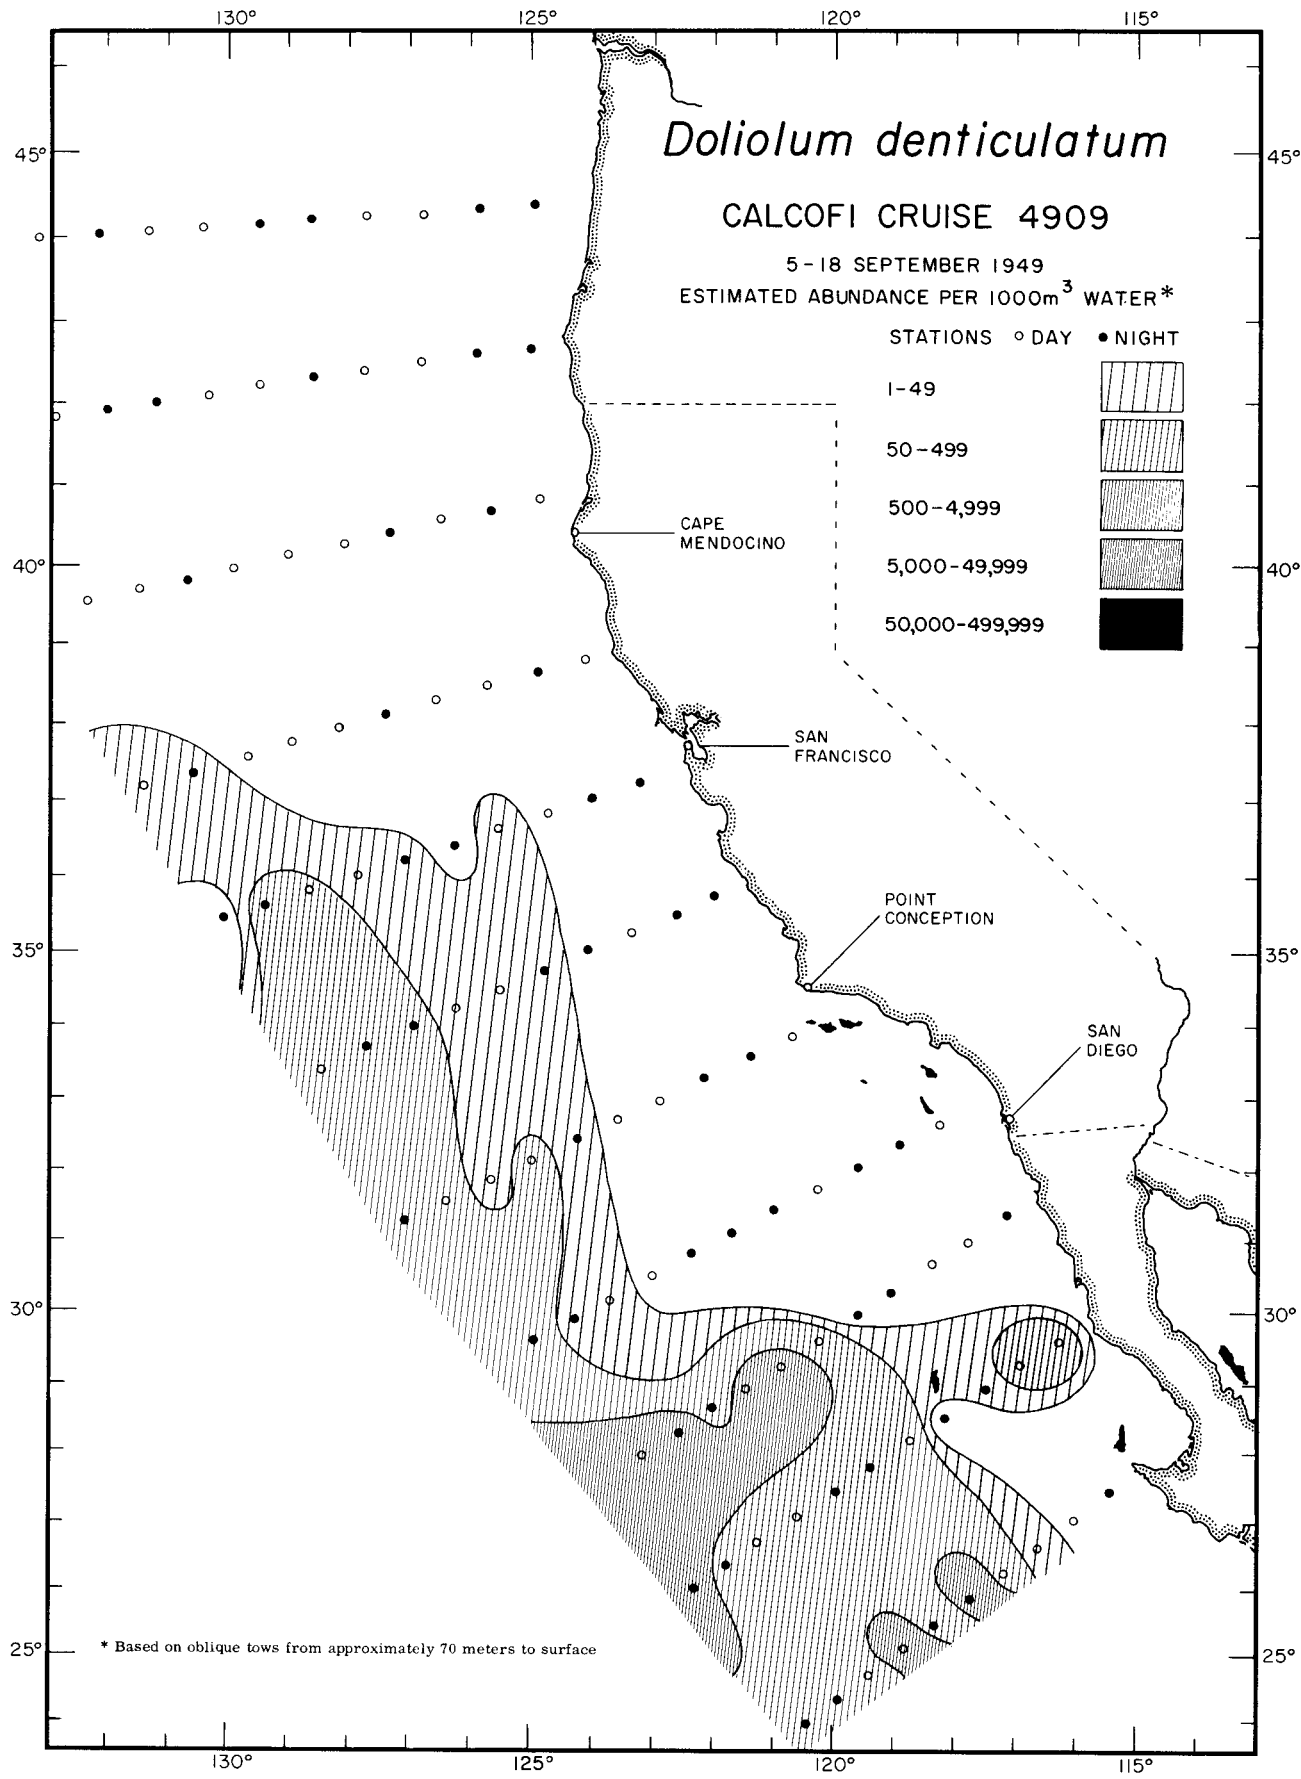 130° 125° 120° 115°
45° 45°
Doliolum denticulatum
CALCOFI CRUISE 4909
5-18 SEPTEMBER 1949
ESTIMATED ABUNDANCE PER 1000m³ WATER*
STATIONS ○ DAY ● NIGHT
1-49
50-499
500-4,999
5,000-49,999
50,000-499,999
CAPE
MENDOCINO
40° 40°
SAN
FRANCISCO
POINT
CONCEPTION
35° 35°
SAN
DIEGO
30° 30°
* Based on oblique tows from approximately 70 meters to surface
25° 25°
130° 125° 120° 115°